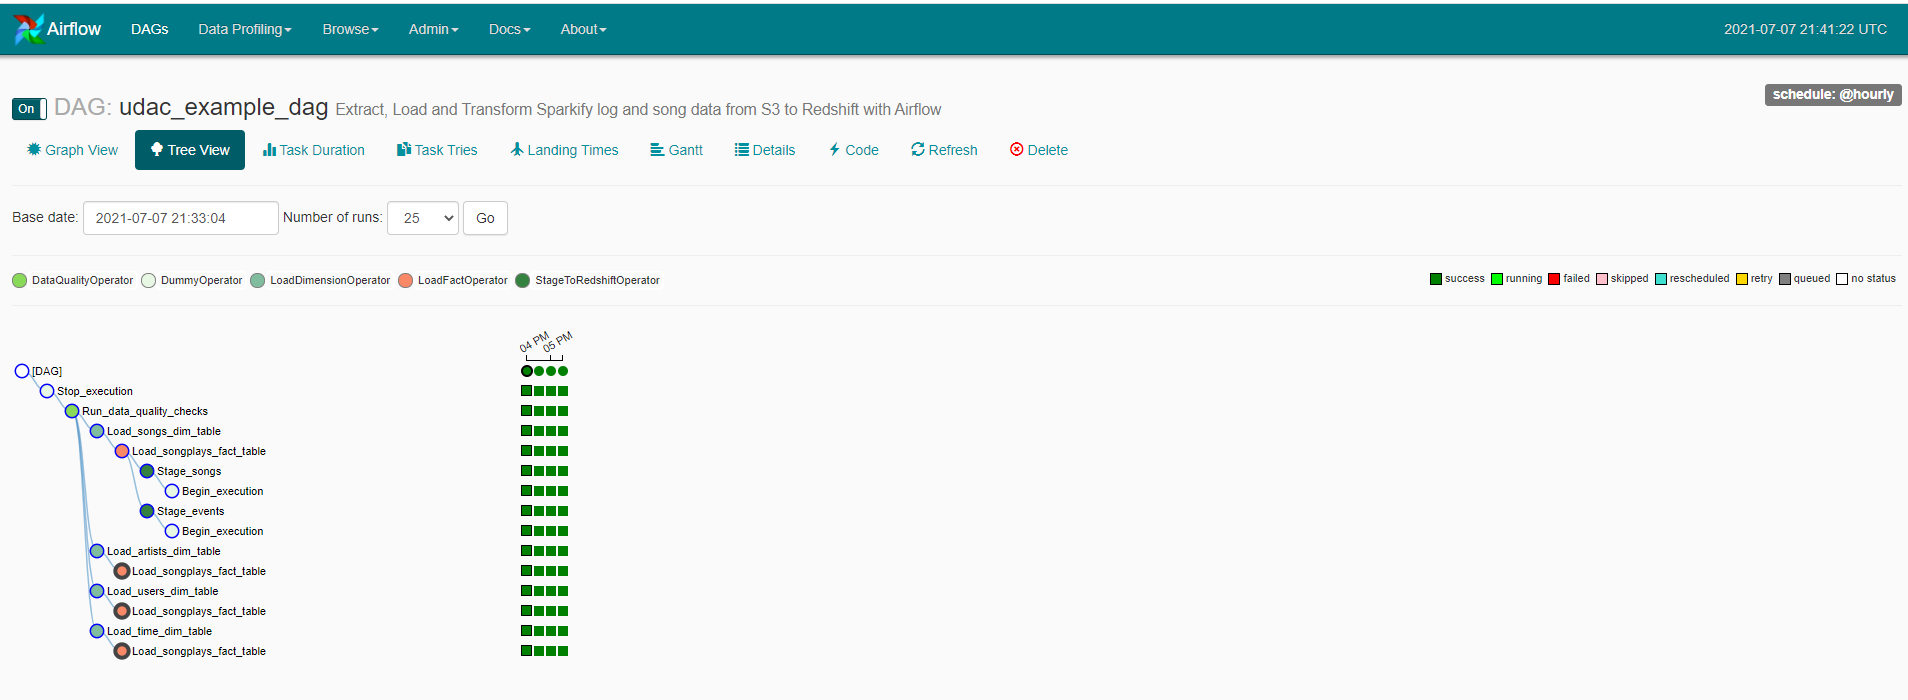 Airflow DAGs Data Profiling Browse Admin Docs About 2021-07-07 21:41:22 UTC
On DAG: udac_example_dag Extract, Load and Transform Sparkify log and song data from S3 to Redshift with Airflow schedule: @hourly
Graph View Tree View Task Duration Task Tries Landing Times Gantt Details Code Refresh Delete
Base date: 2021-07-07 21:33:04 Number of runs: 25 Go
DataQualityOperator DummyOperator LoadDimensionOperator LoadFactOperator StageToRedshiftOperator success running failed skipped rescheduled retry queued no status
04 PM 05 PM
[DAG]
Stop_execution
Run_data_quality_checks
Load_songs_dim_table
Load_songplays_fact_table
Stage_songs
Begin_execution
Stage_events
Begin_execution
Load_artists_dim_table
Load_songplays_fact_table
Load_users_dim_table
Load_songplays_fact_table
Load_time_dim_table
Load_songplays_fact_table